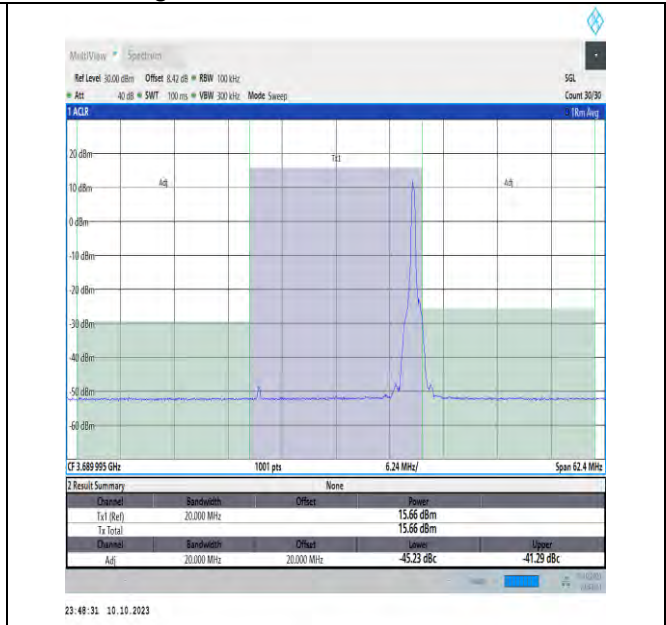 MultiView Spectrum
Ref Level 30.00 dBm Offset 8.42 dB RBW 100 kHz SGL
Att 40 dB SWT 100 ms VBW 300 kHz Mode Sweep Count 30/30
1 ACLR 1Rm Avg
20 dBm
Tx1
Adj Adj
10 dBm
0 dBm
-10 dBm
-20 dBm
-30 dBm
-40 dBm
-50 dBm
-60 dBm
CF 3.689 995 GHz 1001 pts 6.24 MHz/ Span 62.4 MHz
2 Result Summary None
Channel Bandwidth Offset Power
Tx1 (Ref) 20.000 MHz 15.66 dBm
Tx Total 15.66 dBm
Channel Bandwidth Offset Lower Upper
Adj 20.000 MHz 20.000 MHz -45.23 dBc -41.29 dBc
23:48:31 10.10.2023